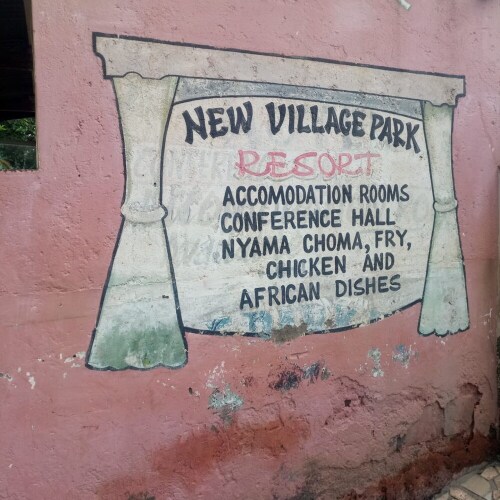 NEW VILLAGE PARK
RESORT
ACCOMODATION ROOMS
CONFERENCE HALL
NYAMA CHOMA, FRY,
CHICKEN AND
AFRICAN DISHES